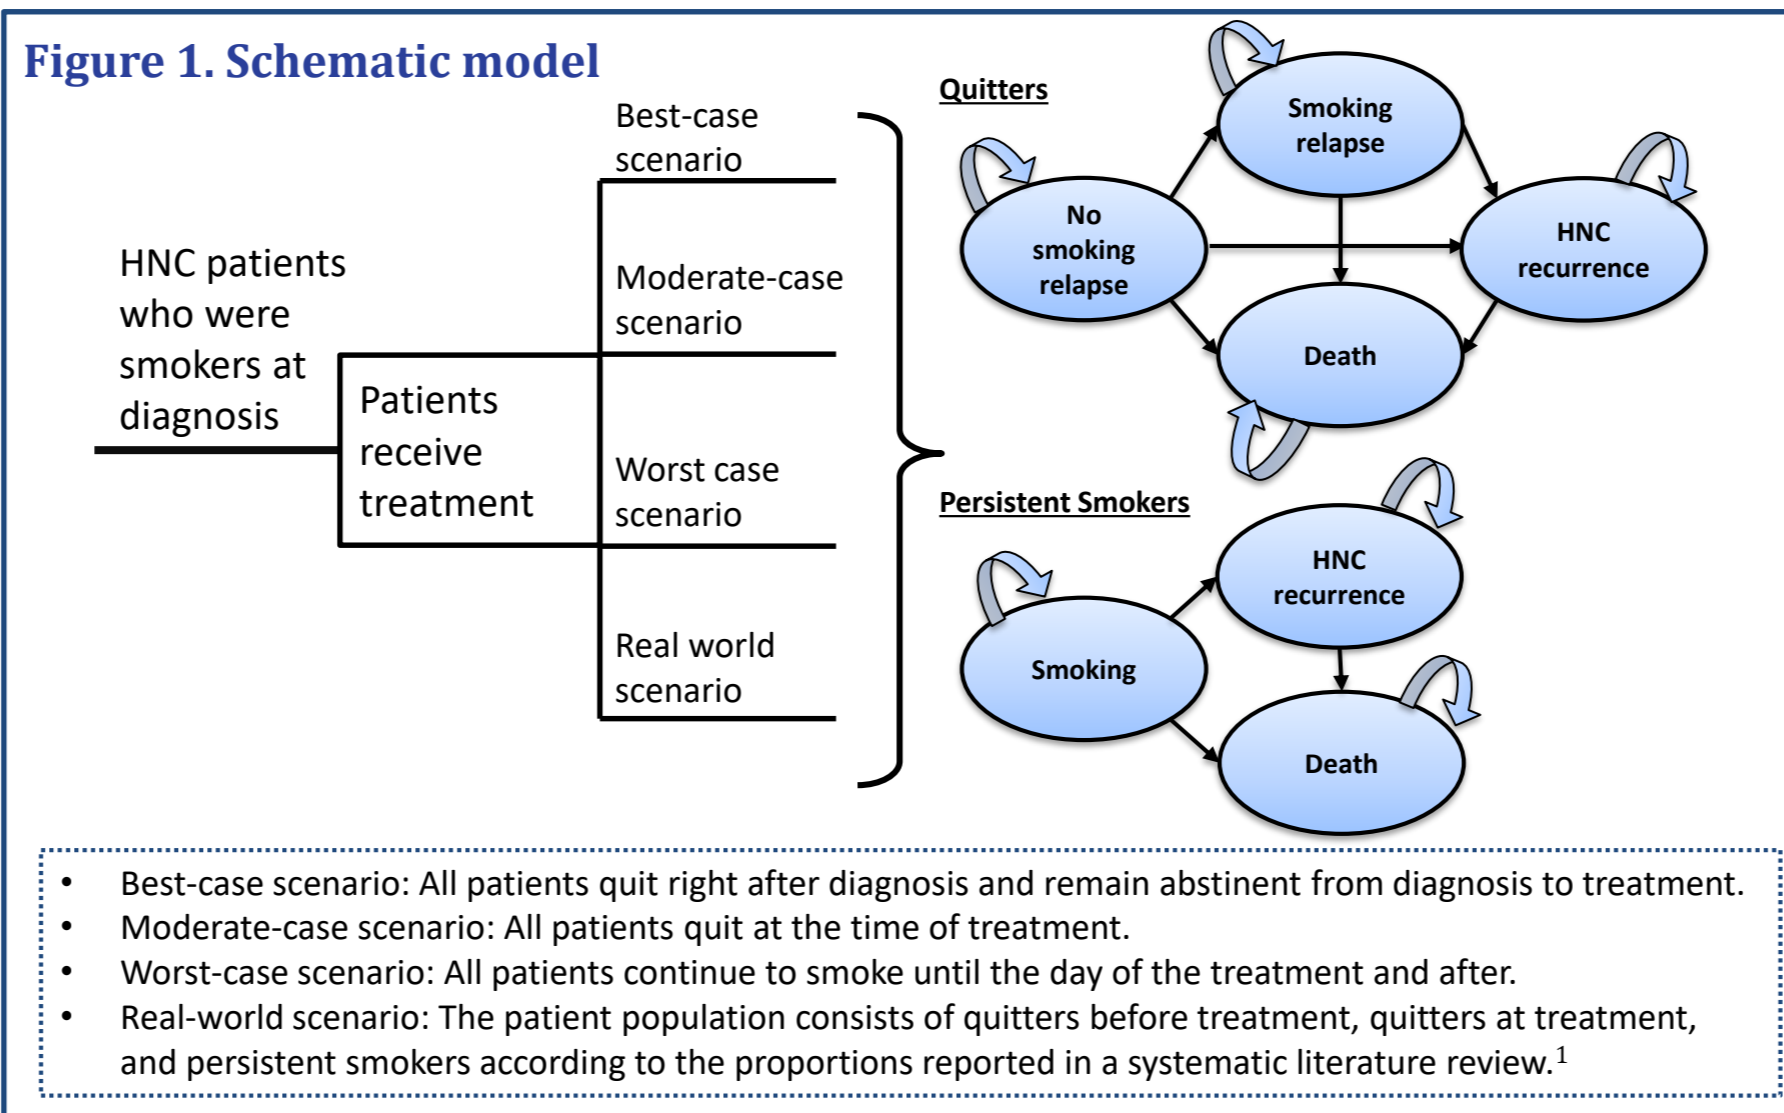 Figure 1. Schematic model
HNC patients
who were
smokers at
diagnosis
Patients
receive
treatment
Best-case
scenario
Moderate-case
scenario
Worst case
scenario
Real world
scenario
Quitters
Smoking
relapse
No
smoking
relapse
HNC
recurrence
Death
Persistent Smokers
HNC
recurrence
Smoking
Death
• Best-case scenario: All patients quit right after diagnosis and remain abstinent from diagnosis to treatment.
• Moderate-case scenario: All patients quit at the time of treatment.
• Worst-case scenario: All patients continue to smoke until the day of the treatment and after.
• Real-world scenario: The patient population consists of quitters before treatment, quitters at treatment,
and persistent smokers according to the proportions reported in a systematic literature review.¹